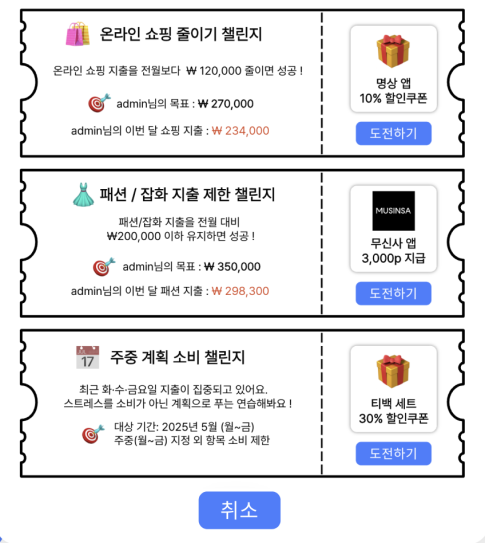 온라인 쇼핑 줄이기 챌린지
온라인 쇼핑 지출을 전월보다 ₩ 120,000 줄이면 성공 !
admin님의 목표 : ₩ 270,000
admin님의 이번 달 쇼핑 지출 : ₩ 234,000
명상 앱
10% 할인쿠폰
도전하기
패션 / 잡화 지출 제한 챌린지
패션/잡화 지출을 전월 대비
₩200,000 이하 유지하면 성공 !
admin님의 목표 : ₩ 350,000
admin님의 이번 달 패션 지출 : ₩ 298,300
MUSINSA
무신사 앱
3,000p 지급
도전하기
17
주중 계획 소비 챌린지
최근 화·수·금요일 지출이 집중되고 있어요.
스트레스를 소비가 아닌 계획으로 푸는 연습해봐요 !
대상 기간: 2025년 5월 (월~금)
주중(월~금) 지정 외 항목 소비 제한
티백 세트
30% 할인쿠폰
도전하기
취소